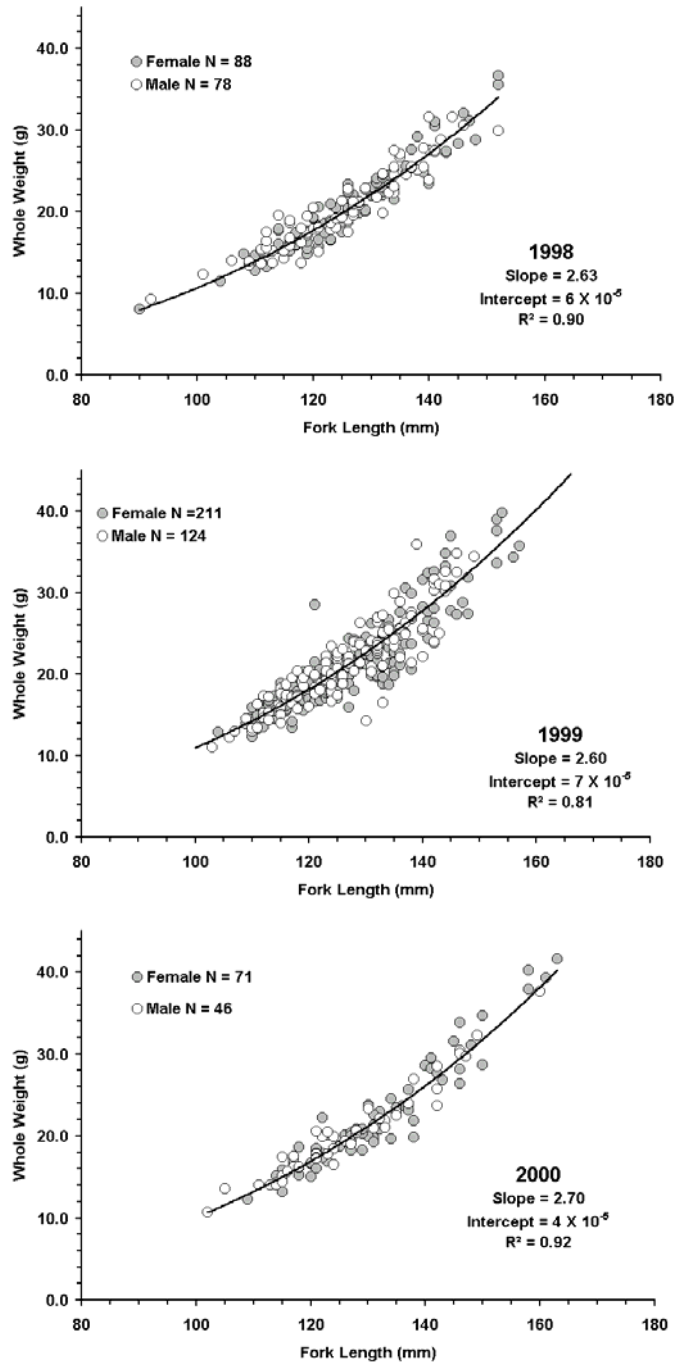 40.0
Female N = 88
Male N = 78
30.0
Whole Weight (g)
20.0
1998
Slope = 2.63
10.0
Intercept = 6 X 10⁻⁵
R² = 0.90
0.0
80 100 120 140 160 180
Fork Length (mm)
40.0
Female N =211
Male N = 124
30.0
Whole Weight (g)
20.0
10.0
1999
Slope = 2.60
Intercept = 7 X 10⁻⁵
R² = 0.81
0.0
80 100 120 140 160 180
Fork Length (mm)
40.0
Female N = 71
Male N = 46
30.0
Whole Weight (g)
20.0
2000
Slope = 2.70
10.0
Intercept = 4 X 10⁻⁵
R² = 0.92
0.0
80 100 120 140 160 180
Fork Length (mm)